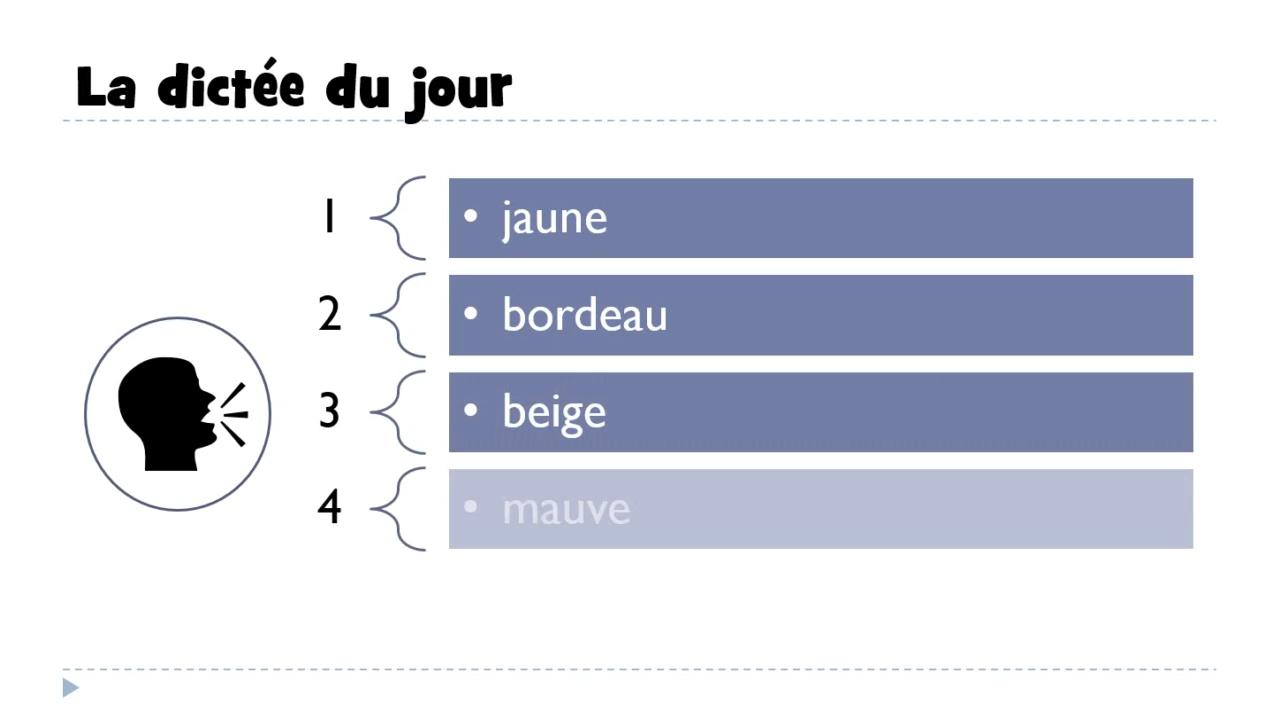 La dictée du jour
1
• jaune
2
• bordeau
3
• beige
4
• mauve